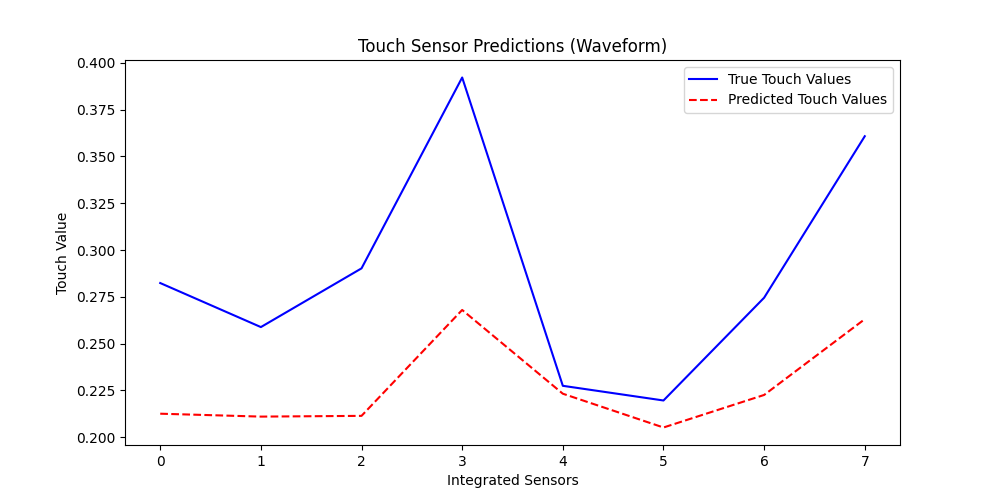 Touch Sensor Predictions (Waveform)
True Touch Values
Predicted Touch Values
Touch Value
0.400
0.375
0.350
0.325
0.300
0.275
0.250
0.225
0.200
0 1 2 3 4 5 6 7
Integrated Sensors